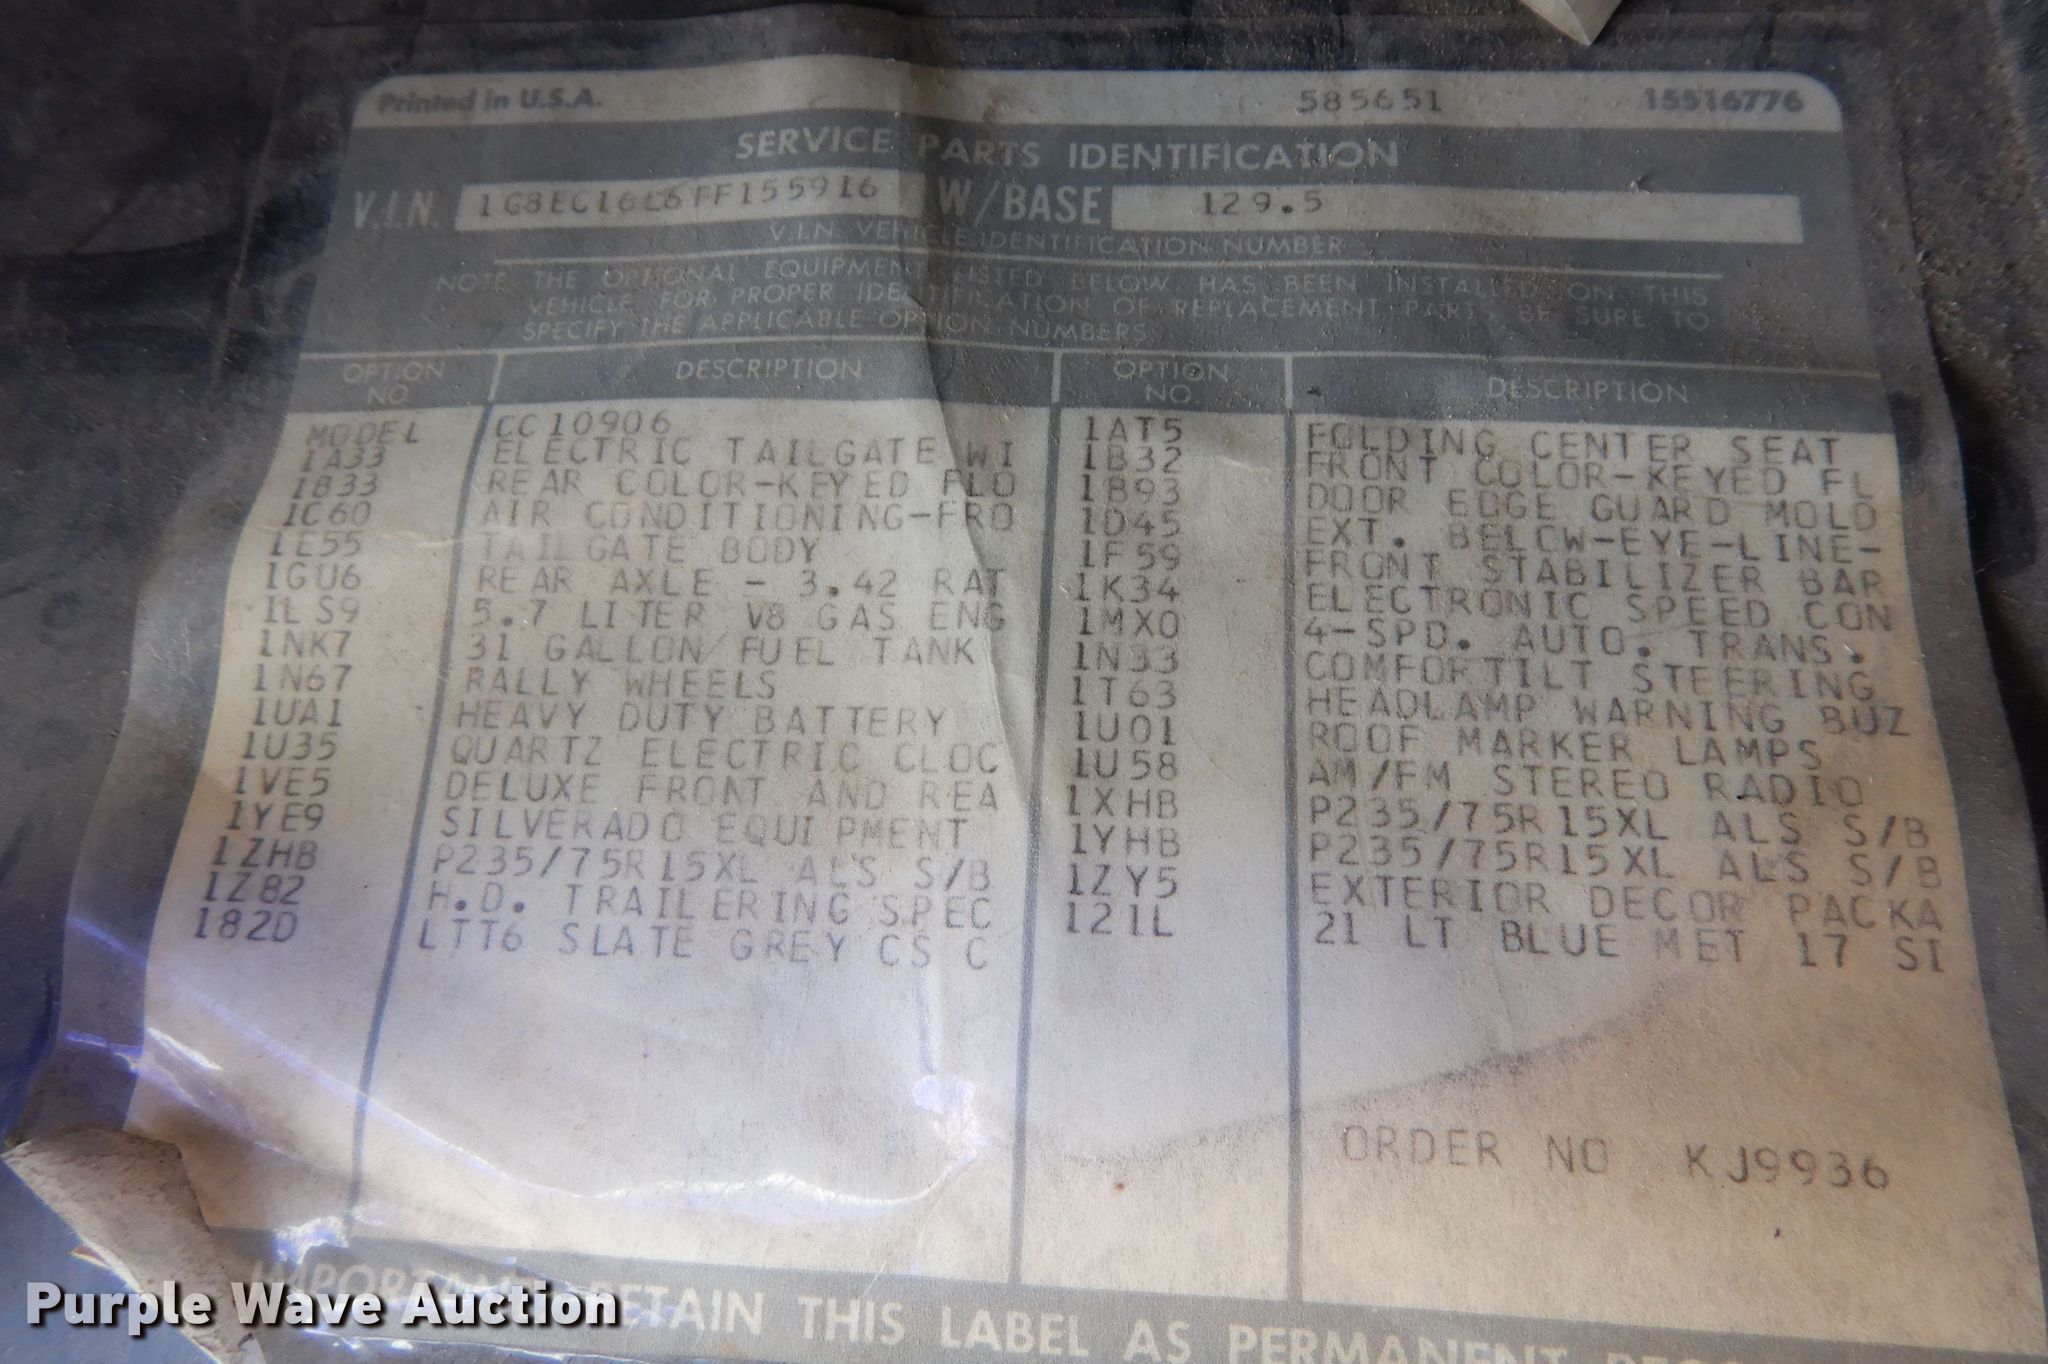 Printed in U.S.A. 585651 15516776
SERVICE PARTS IDENTIFICATION
V.I.N. 1G8EC16L6FF155916 W/BASE 129.5
V.I.N. VEHICLE IDENTIFICATION NUMBER
NOTE THE OPTIONAL EQUIPMENT LISTED BELOW HAS BEEN INSTALLED ON THIS
VEHICLE. FOR PROPER IDENTIFICATION OF REPLACEMENT PARTS BE SURE TO
SPECIFY THE APPLICABLE OPTION NUMBERS.
OPTION NO. DESCRIPTION OPTION NO. DESCRIPTION
MODEL CC10906 1AT5 FOLDING CENTER SEAT
1A33 ELECTRIC TAILGATE WI 1B32 FRONT COLOR-KEYED FL
1B33 REAR COLOR-KEYED FLO 1B93 DOOR EDGE GUARD MOLD
1C60 AIR CONDITIONING-FRO 1D45 EXT. BELOW-EYE-LINE-
1E55 TAILGATE BODY 1F59 FRONT STABILIZER BAR
1GU6 REAR AXLE - 3.42 RAT 1K34 ELECTRONIC SPEED CON
1LS9 5.7 LITER V8 GAS ENG 1MX0 4-SPD. AUTO. TRANS.
1NK7 31 GALLON FUEL TANK 1N33 COMFORTILT STEERING
1N67 RALLY WHEELS 1T63 HEADLAMP WARNING BUZ
1UA1 HEAVY DUTY BATTERY 1U01 ROOF MARKER LAMPS
1U35 QUARTZ ELECTRIC CLOC 1U58 AM/FM STEREO RADIO
1VE5 DELUXE FRONT AND REA 1XHB P235/75R15XL ALS S/B
1YE9 SILVERADO EQUIPMENT 1YHB P235/75R15XL ALS S/B
1ZHB P235/75R15XL ALS S/B 1ZY5 EXTERIOR DECOR PACKA
1Z82 H.D. TRAILERING SPEC 121L 21 LT BLUE MET 17 SI
182D LTT6 SLATE GREY CS C
ORDER NO KJ9936
IMPORTANT RETAIN THIS LABEL AS PERMANENT
Purple Wave Auction